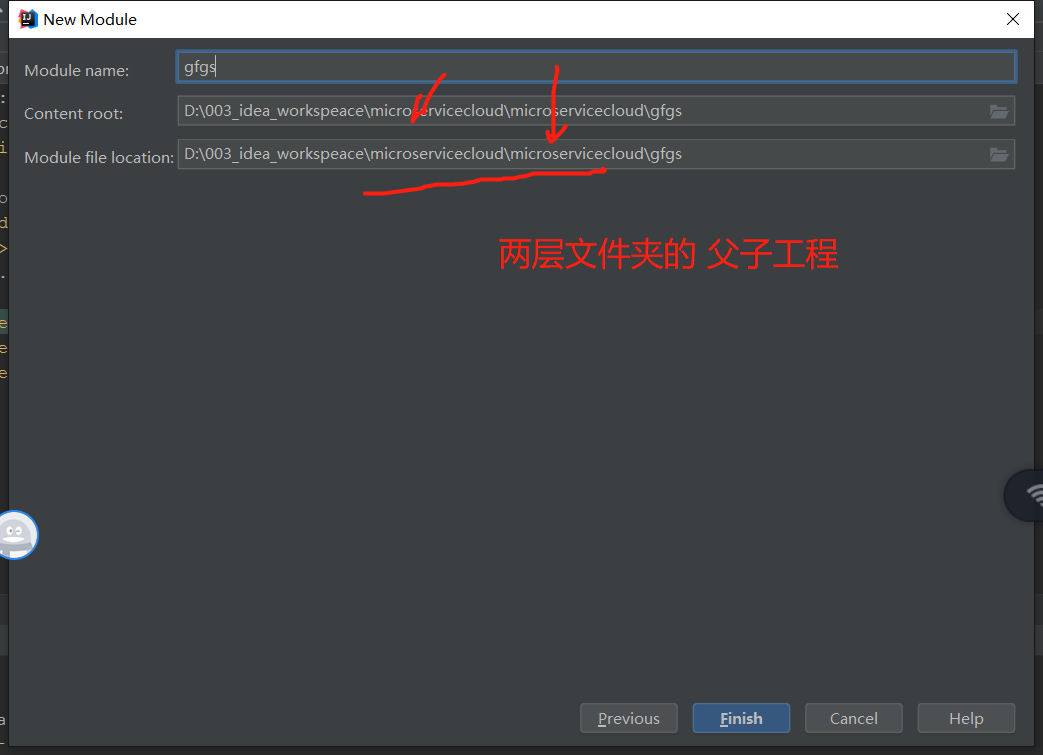 New Module
Module name: gfgs
Content root: D:\003_idea_workspeace\microservicecloud\microservicecloud\gfgs
Module file location: D:\003_idea_workspeace\microservicecloud\microservicecloud\gfgs
两层文件夹的 父子工程
Previous Finish Cancel Help